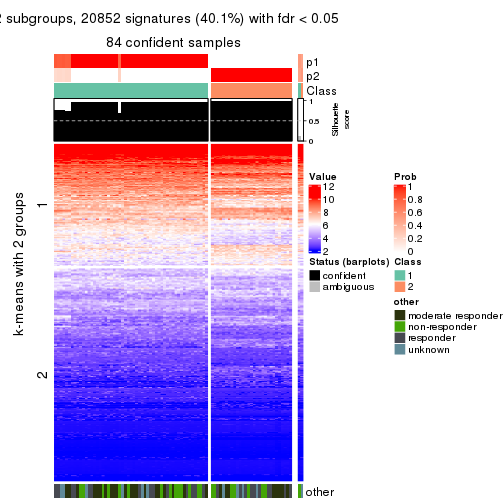 2 subgroups, 20852 signatures (40.1%) with fdr < 0.05
84 confident samples
p1
p2
Class
1
0.5
0
Silhouette
score
k-means with 2 groups
1
2
Value
12
10
8
6
4
2
Prob
1
0.8
0.6
0.4
0.2
0
Status (barplots)
confident
ambiguous
Class
1
2
other
moderate responder
non-responder
responder
unknown
other